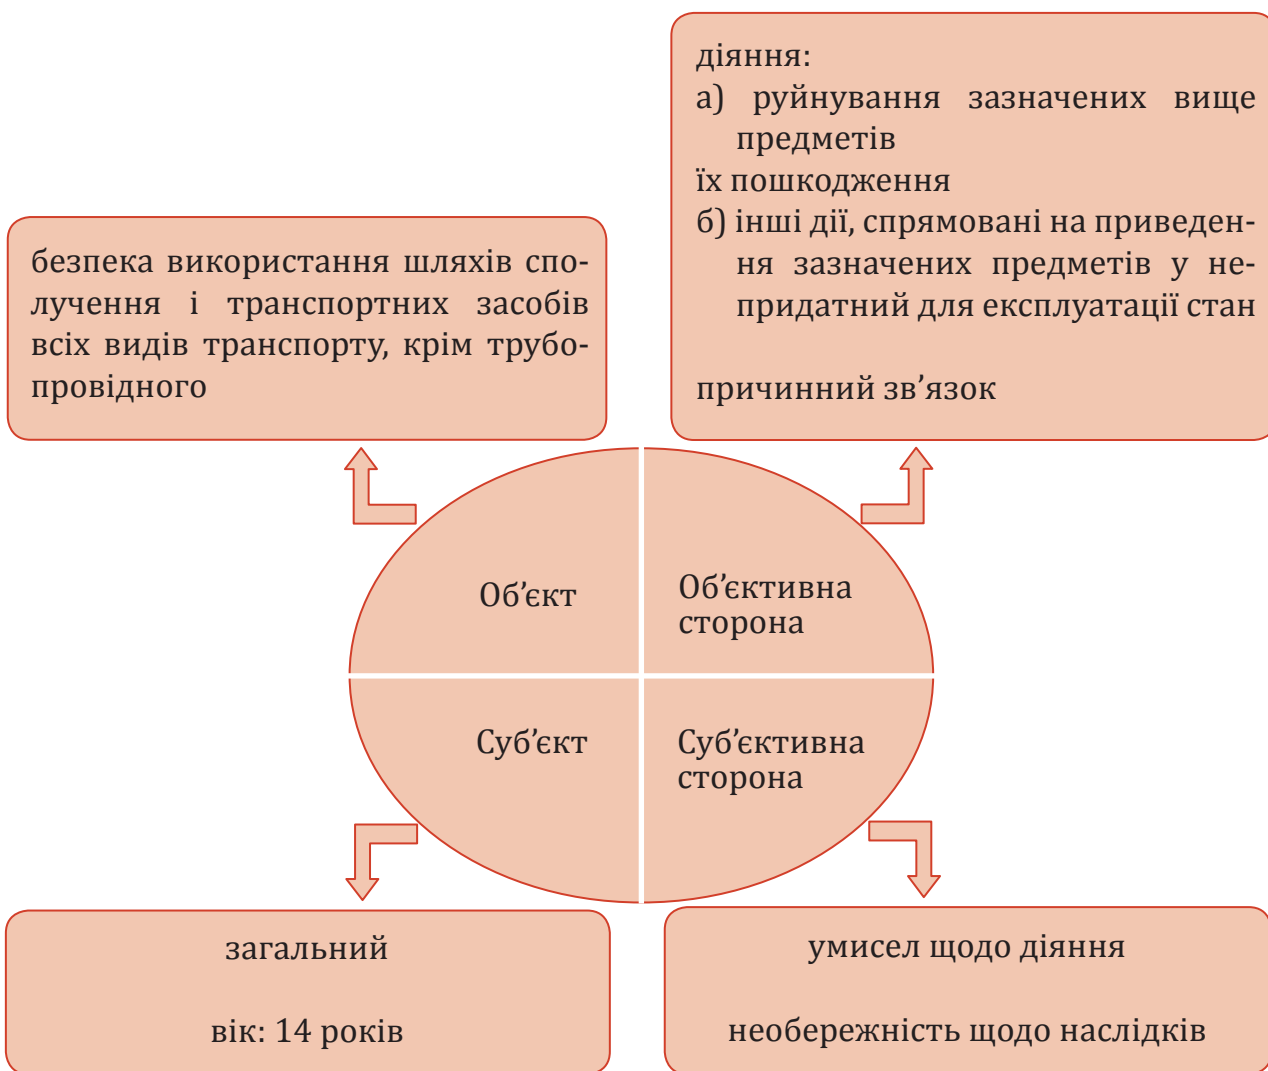 діяння:
а) руйнування зазначених вище
предметів
їх пошкодження
б) інші дії, спрямовані на приведен-
ня зазначених предметів у не-
придатний для експлуатації стан
причинний зв’язок
безпека використання шляхів спо-
лучення і транспортних засобів
всіх видів транспорту, крім трубо-
провідного
Об’єкт
Об’єктивна
сторона
Суб’єкт
Суб’єктивна
сторона
загальний
вік: 14 років
умисел щодо діяння
необережність щодо наслідків